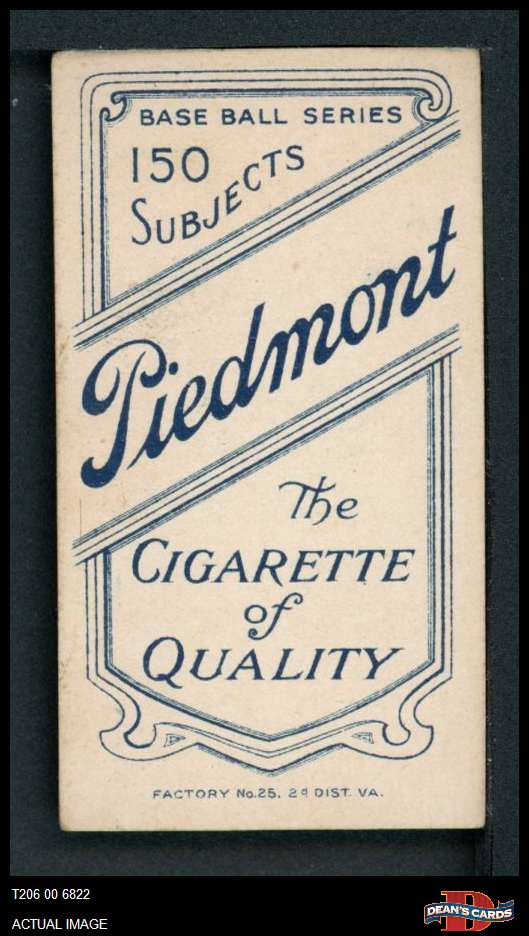 BASE BALL SERIES
150
SUBJECTS
Piedmont
The
CIGARETTE
of
QUALITY
FACTORY No.25. 2d DIST. VA.
T206 00 6822
ACTUAL IMAGE
D
DEAN'S CARDS